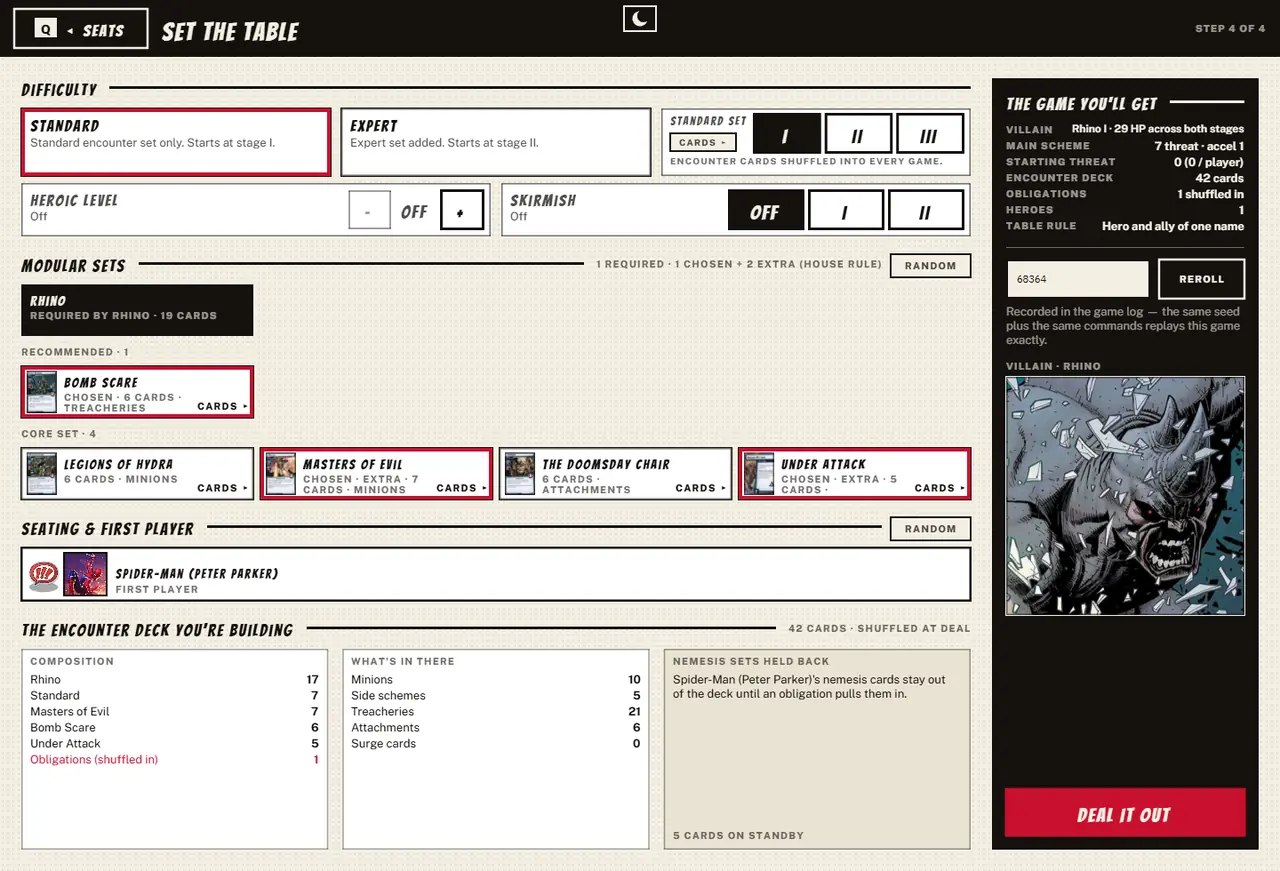 Q ◂ SEATS
SET THE TABLE
STEP 4 OF 4
DIFFICULTY
STANDARD
Standard encounter set only. Starts at stage I.
EXPERT
Expert set added. Starts at stage II.
STANDARD SET
CARDS ▸
I
II
III
ENCOUNTER CARDS SHUFFLED INTO EVERY GAME.
HEROIC LEVEL
Off
-
OFF
+
SKIRMISH
Off
OFF
I
II
MODULAR SETS
1 REQUIRED · 1 CHOSEN + 2 EXTRA (HOUSE RULE)
RANDOM
RHINO
REQUIRED BY RHINO · 19 CARDS
RECOMMENDED · 1
BOMB SCARE
CHOSEN · 6 CARDS ·
TREACHERIES
CARDS ▸
CORE SET · 4
LEGIONS OF HYDRA
6 CARDS · MINIONS
CARDS ▸
MASTERS OF EVIL
CHOSEN · EXTRA · 7
CARDS · MINIONS
CARDS ▸
THE DOOMSDAY CHAIR
6 CARDS ·
ATTACHMENTS
CARDS ▸
UNDER ATTACK
CHOSEN · EXTRA · 5
CARDS ·
CARDS ▸
SEATING & FIRST PLAYER
RANDOM
SPIDER-MAN (PETER PARKER)
FIRST PLAYER
THE ENCOUNTER DECK YOU'RE BUILDING
42 CARDS · SHUFFLED AT DEAL
COMPOSITION
Rhino 17
Standard 7
Masters of Evil 7
Bomb Scare 6
Under Attack 5
Obligations (shuffled in) 1
WHAT'S IN THERE
Minions 10
Side schemes 5
Treacheries 21
Attachments 6
Surge cards 0
NEMESIS SETS HELD BACK
Spider-Man (Peter Parker)'s nemesis cards stay out
of the deck until an obligation pulls them in.
5 CARDS ON STANDBY
THE GAME YOU'LL GET
VILLAIN Rhino I · 29 HP across both stages
MAIN SCHEME 7 threat · accel 1
STARTING THREAT 0 (0 / player)
ENCOUNTER DECK 42 cards
OBLIGATIONS 1 shuffled in
HEROES 1
TABLE RULE Hero and ally of one name
68364
REROLL
Recorded in the game log — the same seed
plus the same commands replays this game
exactly.
VILLAIN · RHINO
DEAL IT OUT